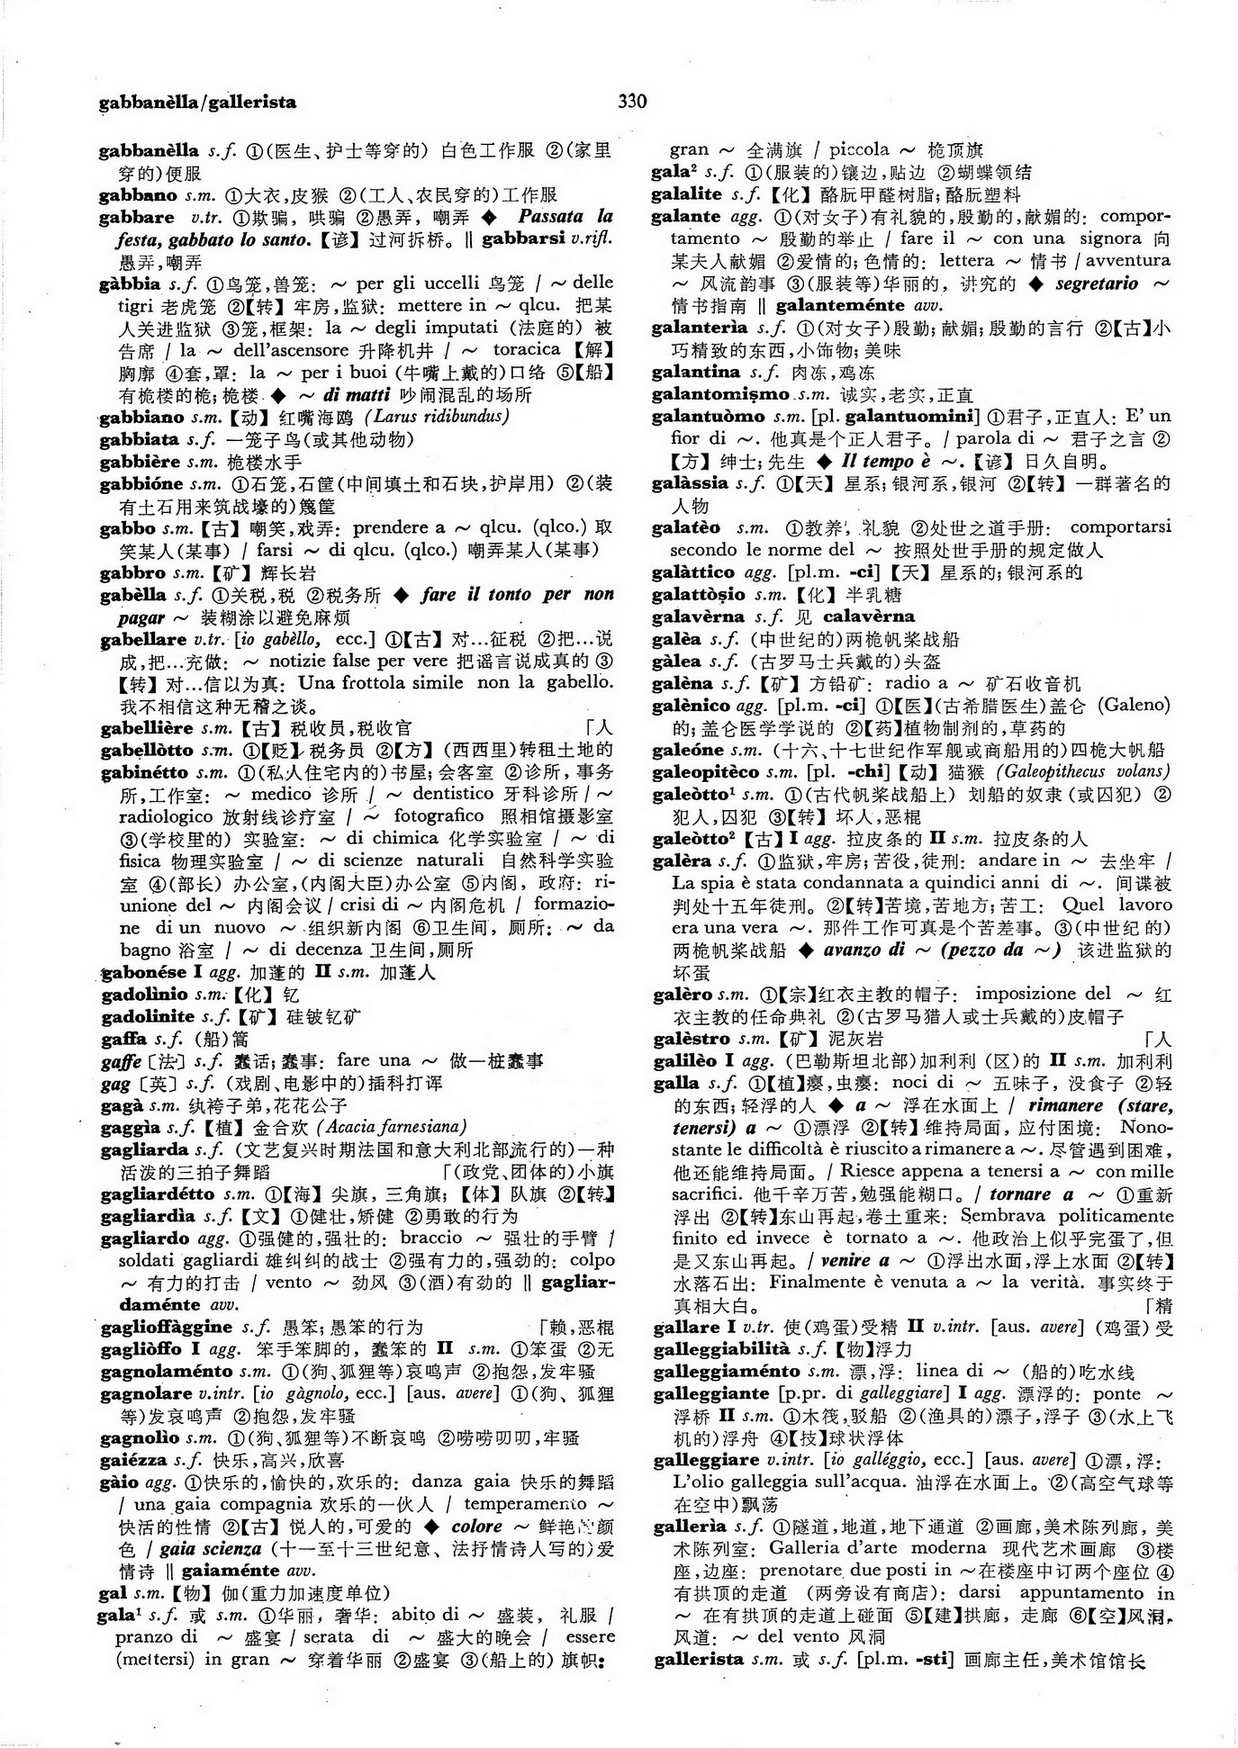 gabbanèlla/gallerista
330
gabbanèlla s.f. ①(医生、护士等穿的) 白色工作服 ②(家里
穿的)便服
gabbano s.m. ①大衣,皮猴 ②(工人、农民穿的)工作服
gabbare v.tr. ①欺骗, 哄骗 ②愚弄, 嘲弄 ◆ Passata la
festa, gabbato lo santo.【谚】过河拆桥。‖ gabbarsi v.rifl.
愚弄,嘲弄
gàbbia s.f. ①鸟笼,兽笼: ～ per gli uccelli 鸟笼 / ～ delle
tigri 老虎笼 ②【转】牢房,监狱: mettere in ～ qlcu. 把某
人关进监狱 ③笼,框架: la ～ degli imputati (法庭的) 被
告席 / la ～ dell'ascensore 升降机井 / ～ toracica 【解】
胸廓 ④套,罩: la ～ per i buoi (牛嘴上戴的)口络 ⑤【船】
有桅楼的桅; 桅楼 ◆ ～ di matti 吵闹混乱的场所
gabbiano s.m.【动】红嘴海鸥 (Larus ridibundus)
gabbiata s.f. 一笼子鸟(或其他动物)
gabbière s.m. 桅楼水手
gabbióne s.m. ①石笼,石筐(中间填土和石块,护岸用) ②(装
有土石用来筑战壕的)篾筐
gabbo s.m.【古】嘲笑,戏弄: prendere a ～ qlcu. (qlco.) 取
笑某人(某事) / farsi ～ di qlcu. (qlco.) 嘲弄某人(某事)
gabbro s.m.【矿】辉长岩
gabèlla s.f. ①关税,税 ②税务所 ◆ fare il tonto per non
pagar ～ 装糊涂以避免麻烦
gabellare v.tr. [io gabèllo, ecc.] ①【古】对…征税 ②把…说
成,把…充做: ～ notizie false per vere 把谣言说成真的 ③
【转】对…信以为真: Una frottola simile non la gabello.
我不相信这种无稽之谈。
gabellière s.m.【古】税收员,税收官 「人
gabellòtto s.m. ①【贬】税务员 ②【方】(西西里)转租土地的
gabinétto s.m. ①(私人住宅内的)书屋; 会客室 ②诊所, 事务
所,工作室: ～ medico 诊所 / ～ dentistico 牙科诊所 / ～
radiologico 放射线诊疗室 / ～ fotografico 照相馆摄影室
③(学校里的) 实验室: ～ di chimica 化学实验室 / ～ di
fisica 物理实验室 / ～ di scienze naturali 自然科学实验
室 ④(部长) 办公室,(内阁大臣)办公室 ⑤内阁, 政府: ri-
unione del ～ 内阁会议 / crisi di ～ 内阁危机 / formazio-
ne di un nuovo ～ 组织新内阁 ⑥卫生间, 厕所: ～ da
bagno 浴室 / ～ di decenza 卫生间,厕所
gabonése I agg. 加蓬的 II s.m. 加蓬人
gadolìnio s.m.【化】钆
gadolinite s.f.【矿】硅铍钇矿
gaffa s.f. (船)篙
gaffe〔法〕s.f. 蠢话; 蠢事: fare una ～ 做一桩蠢事
gag〔英〕s.f. (戏剧、电影中的)插科打诨
gagà s.m. 纨袴子弟,花花公子
gaggìa s.f.【植】金合欢 (Acacia farnesiana)
gagliarda s.f. (文艺复兴时期法国和意大利北部流行的)一种
活泼的三拍子舞蹈 「(政党、团体的)小旗
gagliardétto s.m. ①【海】尖旗, 三角旗; 【体】队旗 ②【转】
gagliardìa s.f.【文】①健壮,矫健 ②勇敢的行为
gagliardo agg. ①强健的,强壮的: braccio ～ 强壮的手臂 /
soldati gagliardi 雄纠纠的战士 ②强有力的,强劲的: colpo
～ 有力的打击 / vento ～ 劲风 ③(酒)有劲的 ‖ gagliar-
daménte avv.
gaglioffàggine s.f. 愚笨; 愚笨的行为 「赖,恶棍
gagliòffo I agg. 笨手笨脚的, 蠢笨的 II s.m. ①笨蛋 ②无
gagnolaménto s.m. ①(狗、狐狸等)哀鸣声 ②抱怨,发牢骚
gagnolare v.intr. [io gàgnolo, ecc.] [aus. avere] ①(狗、狐狸
等)发哀鸣声 ②抱怨,发牢骚
gagnolìo s.m. ①(狗、狐狸等)不断哀鸣 ②唠唠叨叨,牢骚
gaiézza s.f. 快乐,高兴,欣喜
gàio agg. ①快乐的,愉快的,欢乐的: danza gaia 快乐的舞蹈
/ una gaia compagnia 欢乐的一伙人 / temperamento ～
快活的性情 ②【古】悦人的,可爱的 ◆ colore ～ 鲜艳的颜
色 / gaia scienza (十一至十三世纪意、法抒情诗人写的)爱
情诗 ‖ gaiaménte avv.
gal s.m.【物】伽(重力加速度单位)
gala¹ s.f. 或 s.m. ①华丽, 奢华: abito di ～ 盛装, 礼服 /
pranzo di ～ 盛宴 / serata di ～ 盛大的晚会 / essere
(mettersi) in gran ～ 穿着华丽 ②盛宴 ③(船上的) 旗帜:
gran ～ 全满旗 / piccola ～ 桅顶旗
gala² s.f. ①(服装的)镶边,贴边 ②蝴蝶领结
galalite s.f.【化】酪朊甲醛树脂; 酪朊塑料
galante agg. ①(对女子)有礼貌的,殷勤的,献媚的: compor-
tamento ～ 殷勤的举止 / fare il ～ con una signora 向
某夫人献媚 ②爱情的; 色情的: lettera ～ 情书 / avventura
～ 风流韵事 ③(服装等)华丽的, 讲究的 ◆ segretario ～
情书指南 ‖ galanteménte avv.
galanterìa s.f. ①(对女子)殷勤; 献媚; 殷勤的言行 ②【古】小
巧精致的东西,小饰物; 美味
galantina s.f. 肉冻,鸡冻
galantomişmo s.m. 诚实,老实,正直
galantuòmo s.m. [pl. galantuomini] ①君子,正直人: E' un
fior di ～. 他真是个正人君子。/ parola di ～ 君子之言 ②
【方】绅士; 先生 ◆ Il tempo è ～.【谚】日久自明。
galàssia s.f. ①【天】星系; 银河系,银河 ②【转】一群著名的
人物
galatèo s.m. ①教养, 礼貌 ②处世之道手册: comportarsi
secondo le norme del ～ 按照处世手册的规定做人
galàttico agg. [pl.m. -ci]【天】星系的; 银河系的
galattòşio s.m.【化】半乳糖
galavèrna s.f. 见 calavèrna
galèa s.f. (中世纪的)两桅帆桨战船
gàlea s.f. (古罗马士兵戴的)头盔
galèna s.f.【矿】方铅矿: radio a ～ 矿石收音机
galènico agg. [pl.m. -ci] ①【医】(古希腊医生)盖仑 (Galeno)
的; 盖仑医学学说的 ②【药】植物制剂的,草药的
galeóne s.m. (十六、十七世纪作军舰或商船用的)四桅大帆船
galeopitèco s.m. [pl. -chi]【动】猫猴 (Galeopithecus volans)
galeòtto¹ s.m. ①(古代帆桨战船上) 划船的奴隶 (或囚犯) ②
犯人,囚犯 ③【转】坏人,恶棍
galeòtto²【古】I agg. 拉皮条的 II s.m. 拉皮条的人
galèra s.f. ①监狱,牢房; 苦役,徒刑: andare in ～ 去坐牢 /
La spia è stata condannata a quindici anni di ～. 间谍被
判处十五年徒刑。②【转】苦境,苦地方; 苦工: Quel lavoro
era una vera ～. 那件工作可真是个苦差事。③(中世纪的)
两桅帆桨战船 ◆ avanzo di ～ (pezzo da ～) 该进监狱的
坏蛋
galèro s.m. ①【宗】红衣主教的帽子: imposizione del ～ 红
衣主教的任命典礼 ②(古罗马猎人或士兵戴的)皮帽子
galèstro s.m.【矿】泥灰岩 「人
galilèo I agg. (巴勒斯坦北部)加利利 (区)的 II s.m. 加利利
galla s.f. ①【植】瘿,虫瘿: noci di ～ 五味子, 没食子 ②轻
的东西; 轻浮的人 ◆ a ～ 浮在水面上 / rimanere (stare,
tenersi) a ～ ①漂浮 ②【转】维持局面, 应付困境: Nono-
stante le difficoltà è riuscito a rimanere a ～. 尽管遇到困难,
他还能维持局面。/ Riesce appena a tenersi a ～ con mille
sacrifici. 他千辛万苦,勉强能糊口。/ tornare a ～ ①重新
浮出 ②【转】东山再起,卷土重来: Sembrava politicamente
finito ed invece è tornato a ～. 他政治上似乎完蛋了,但
是又东山再起。/ venire a ～ ①浮出水面,浮上水面 ②【转】
水落石出: Finalmente è venuta a ～ la verità. 事实终于
真相大白。 「精
gallare I v.tr. 使(鸡蛋)受精 II v.intr. [aus. avere] (鸡蛋) 受
galleggiabilità s.f.【物】浮力
galleggiaménto s.m. 漂,浮: linea di ～ (船的)吃水线
galleggiante [p.pr. di galleggiare] I agg. 漂浮的: ponte ～
浮桥 II s.m. ①木筏,驳船 ②(渔具的)漂子,浮子 ③(水上飞
机的)浮舟 ④【技】球状浮体
galleggiare v.intr. [io galléggio, ecc.] [aus. avere] ①漂,浮:
L'olio galleggia sull'acqua. 油浮在水面上。②(高空气球等
在空中)飘荡
gallerìa s.f. ①隧道,地道,地下通道 ②画廊,美术陈列廊, 美
术陈列室: Galleria d'arte moderna 现代艺术画廊 ③楼
座,边座: prenotare due posti in ～在楼座中订两个座位 ④
有拱顶的走道 (两旁设有商店): darsi appuntamento in
～ 在有拱顶的走道上碰面 ⑤【建】拱廊, 走廊 ⑥【空】风洞,
风道: ～ del vento 风洞
gallerista s.m. 或 s.f. [pl.m. -sti] 画廊主任,美术馆馆长